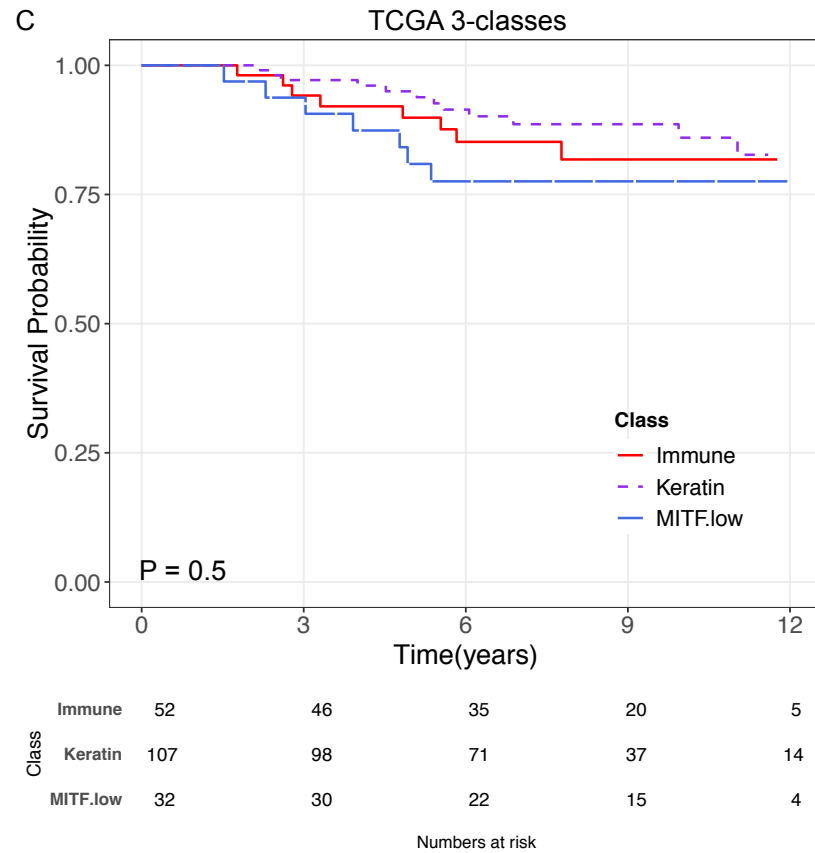 C
TCGA 3-classes
1.00
0.75
0.50
0.25
0.00
Survival Probability
Class
Immune
Keratin
MITF.low
P = 0.5
0 3 6 9 12
Time(years)
Class
Immune 52 46 35 20 5
Keratin 107 98 71 37 14
MITF.low 32 30 22 15 4
Numbers at risk